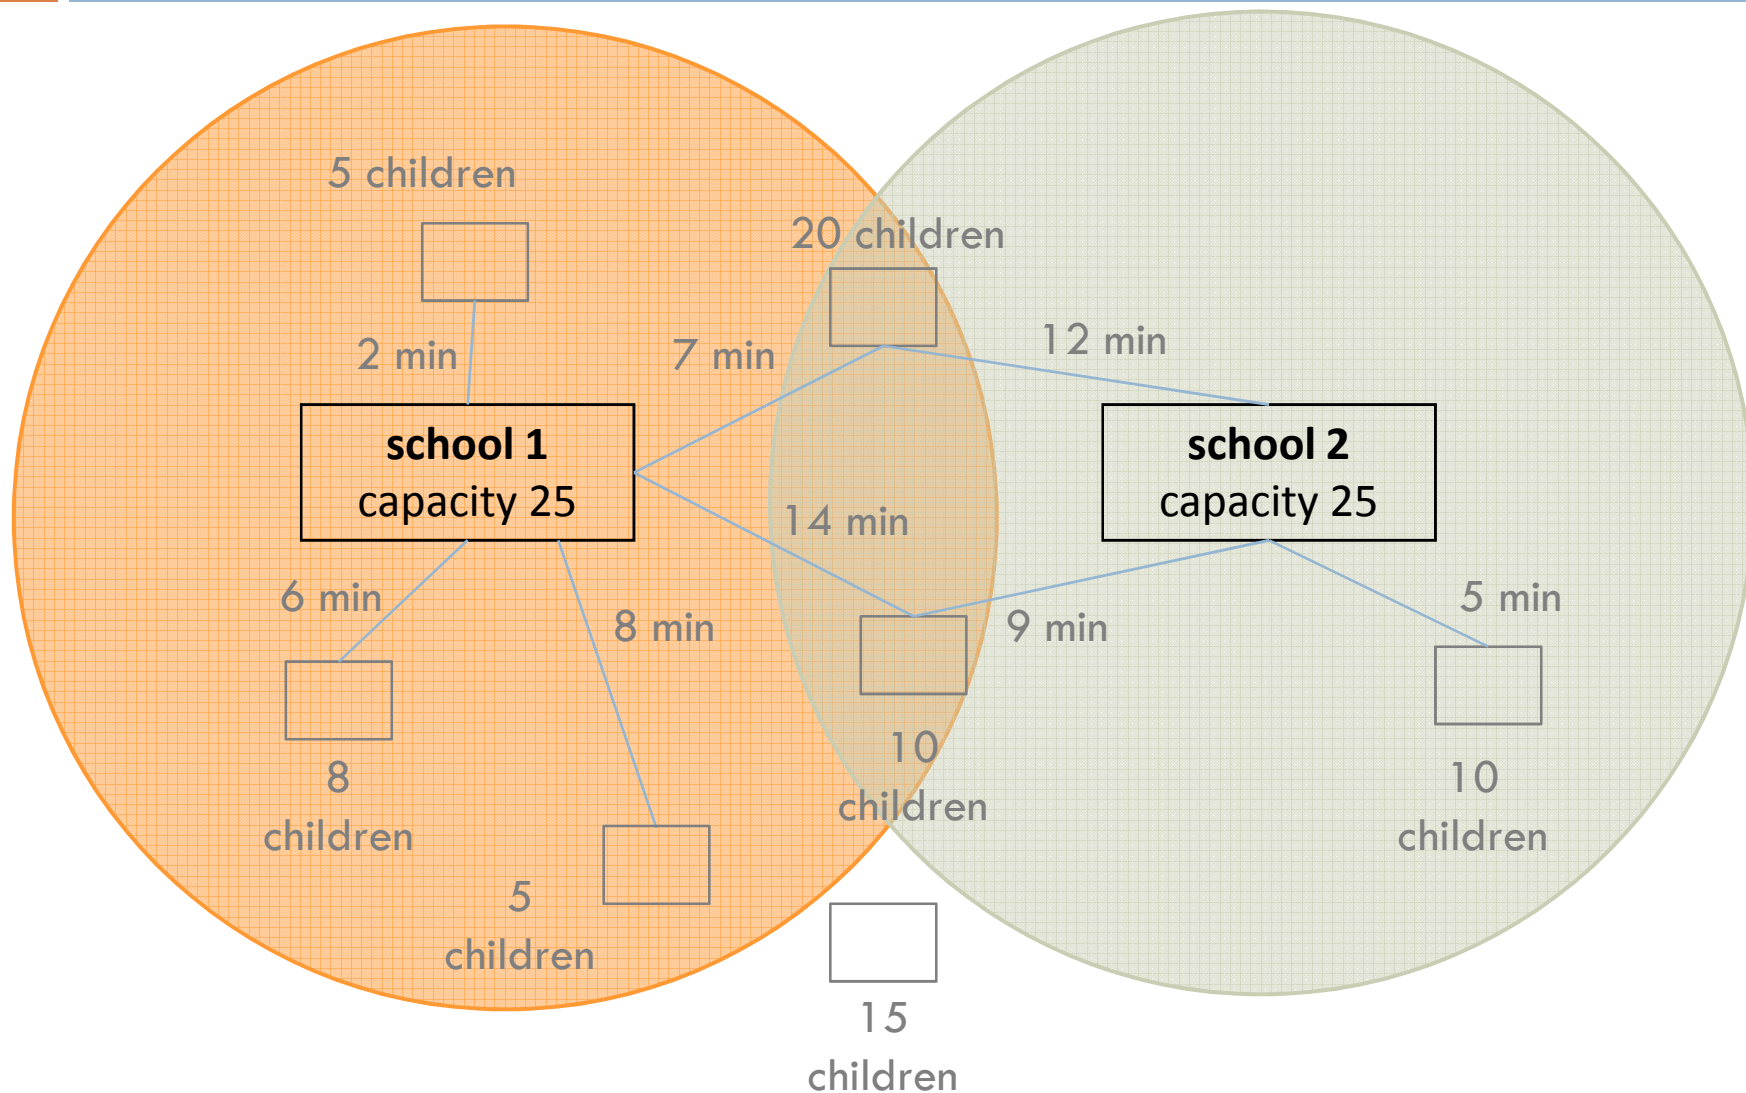 5 children
20 children
2 min
7 min
12 min
school 1
capacity 25
school 2
capacity 25
14 min
6 min
8 min
9 min
5 min
8
children
10
children
10
children
5
children
15
children